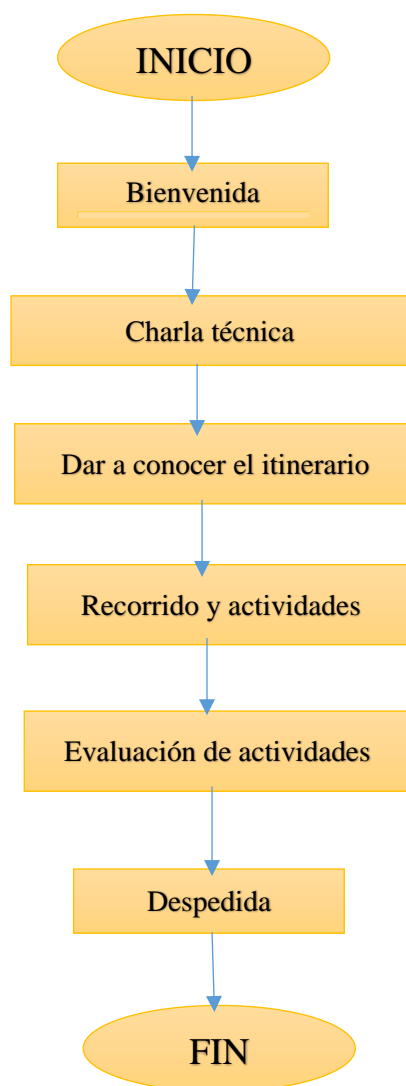 INICIO
Bienvenida
Charla técnica
Dar a conocer el itinerario
Recorrido y actividades
Evaluación de actividades
Despedida
FIN